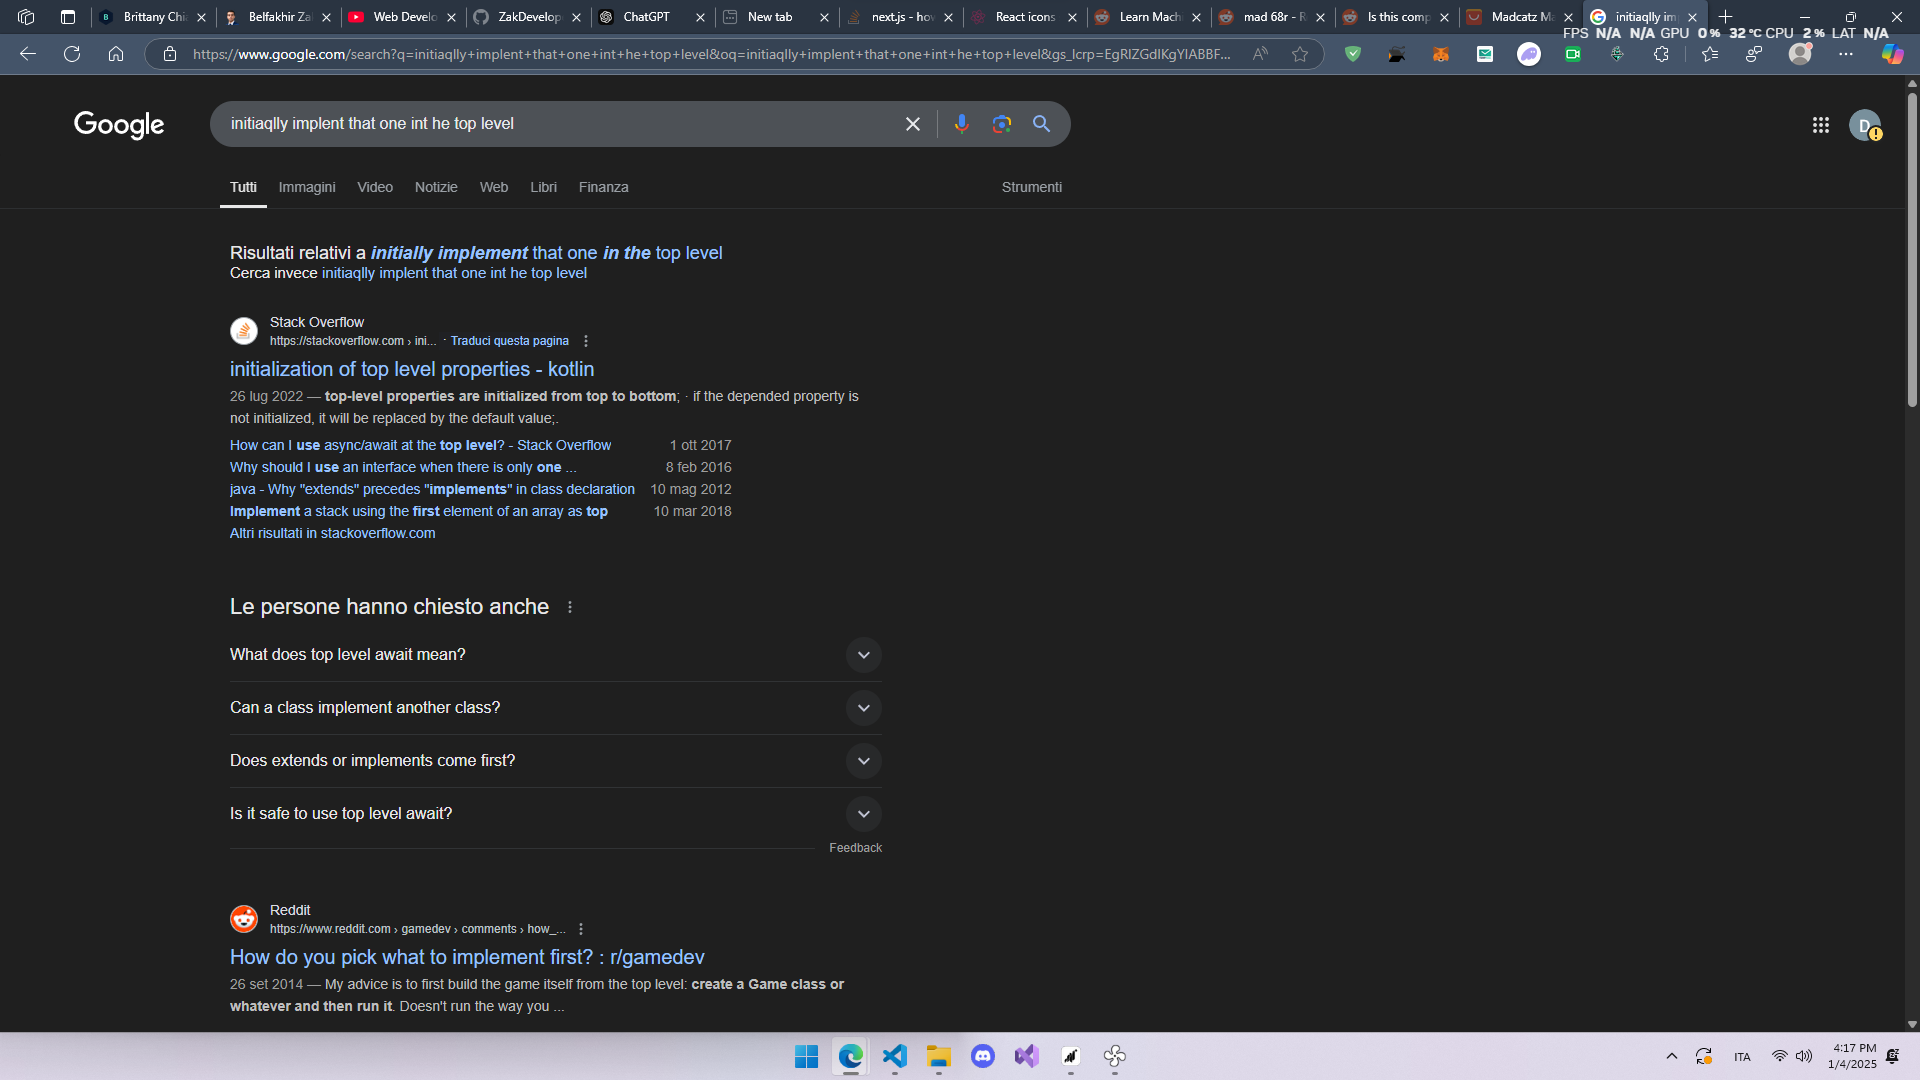 Brittany Chi
Belfakhir Zal
Web Develo
ZakDevelop
ChatGPT
New tab
next.js - how
React icons
Learn Mach
mad 68r - R
Is this comp
Madcatz Ma
initiaqlly im
FPS N/A N/A GPU 0 % 32 °C CPU 2 % LAT N/A
https://www.google.com/search?q=initiaqlly+implent+that+one+int+he+top+level&oq=initiaqlly+implent+that+one+int+he+top+level&gs_lcrp=EgRlZGdlKgYIABBF...
Google
initiaqlly implent that one int he top level
D
Tutti
Immagini
Video
Notizie
Web
Libri
Finanza
Strumenti
Risultati relativi a initially implement that one in the top level
Cerca invece initiaqlly implent that one int he top level
Stack Overflow
https://stackoverflow.com › ini... · Traduci questa pagina
initialization of top level properties - kotlin
26 lug 2022 — top-level properties are initialized from top to bottom; · if the depended property is
not initialized, it will be replaced by the default value;.
How can I use async/await at the top level? - Stack Overflow 1 ott 2017
Why should I use an interface when there is only one ... 8 feb 2016
java - Why "extends" precedes "implements" in class declaration 10 mag 2012
Implement a stack using the first element of an array as top 10 mar 2018
Altri risultati in stackoverflow.com
Le persone hanno chiesto anche
What does top level await mean?
Can a class implement another class?
Does extends or implements come first?
Is it safe to use top level await?
Feedback
Reddit
https://www.reddit.com › gamedev › comments › how_...
How do you pick what to implement first? : r/gamedev
26 set 2014 — My advice is to first build the game itself from the top level: create a Game class or
whatever and then run it. Doesn't run the way you ...
ITA
4:17 PM
1/4/2025